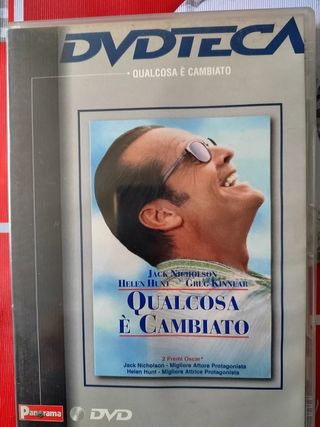 DVDTECA
• QUALCOSA È CAMBIATO
JACK NICHOLSON
HELEN HUNT GREG KINNEAR
QUALCOSA
È CAMBIATO
2 Premi Oscar®
Jack Nicholson - Migliore Attore Protagonista
Helen Hunt - Migliore Attrice Protagonista
Panorama
DVD